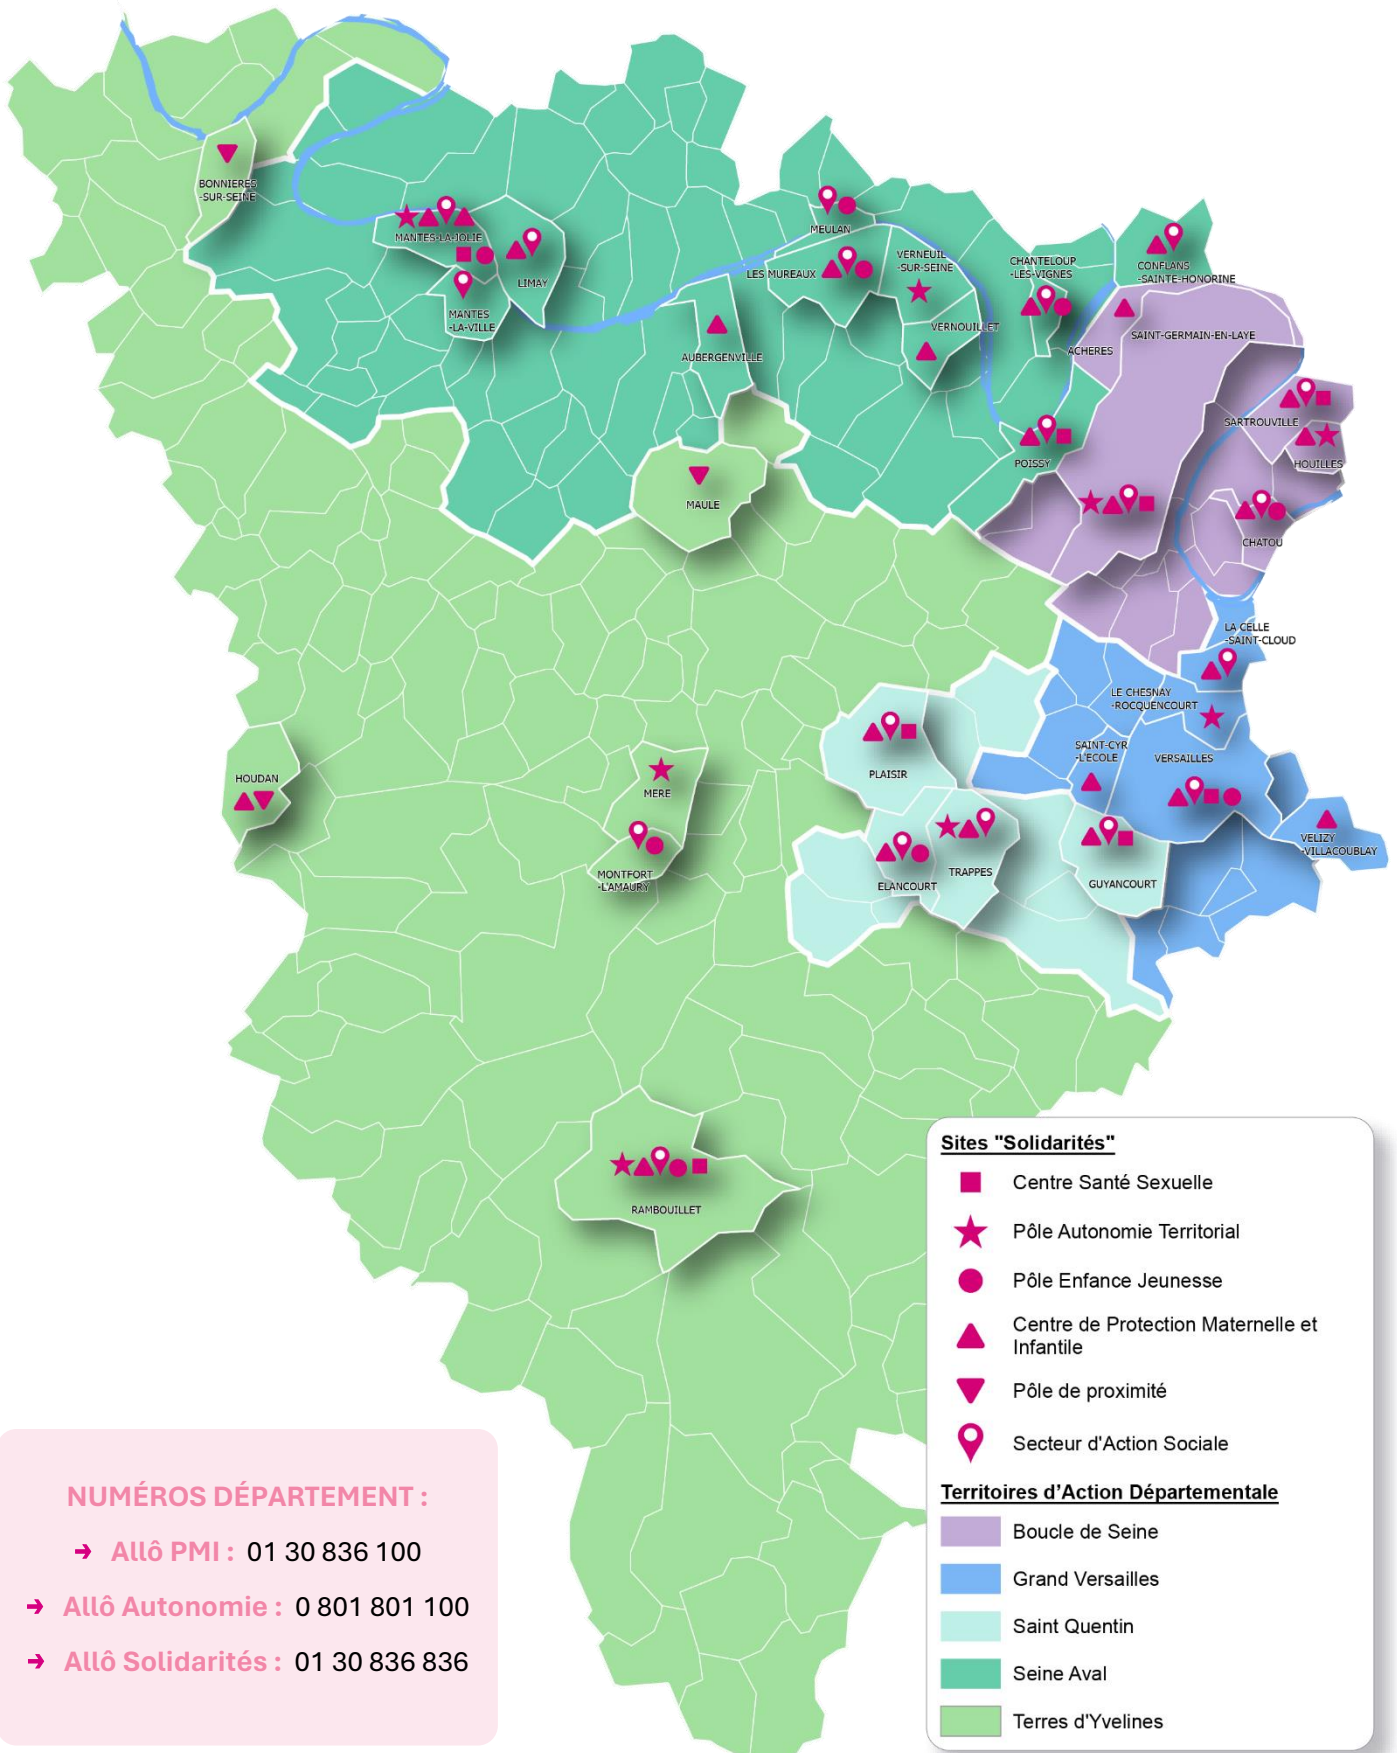 BONNIERES
-SUR-SEINE
MANTES-LA-JOLIE
LIMAY
MANTES
-LA-VILLE
MEULAN
LES MUREAUX
VERNEUIL
-SUR-SEINE
VERNOUILLET
AUBERGENVILLE
CHANTELOUP
-LES-VIGNES
CONFLANS
-SAINTE-HONORINE
ACHERES
SAINT-GERMAIN-EN-LAYE
SARTROUVILLE
HOUILLES
POISSY
MAULE
CHATOU
LA CELLE
-SAINT-CLOUD
LE CHESNAY
-ROCQUENCOURT
SAINT-CYR
-L'ECOLE
VERSAILLES
PLAISIR
HOUDAN
MERE
MONTFORT
-L'AMAURY
ELANCOURT
TRAPPES
GUYANCOURT
VELIZY
-VILLACOUBLAY
RAMBOUILLET
Sites "Solidarités"
Centre Santé Sexuelle
Pôle Autonomie Territorial
Pôle Enfance Jeunesse
Centre de Protection Maternelle et
Infantile
Pôle de proximité
Secteur d'Action Sociale
Territoires d’Action Départementale
Boucle de Seine
Grand Versailles
Saint Quentin
Seine Aval
Terres d'Yvelines
NUMÉROS DÉPARTEMENT :
Allô PMI : 01 30 836 100
Allô Autonomie : 0 801 801 100
Allô Solidarités : 01 30 836 836